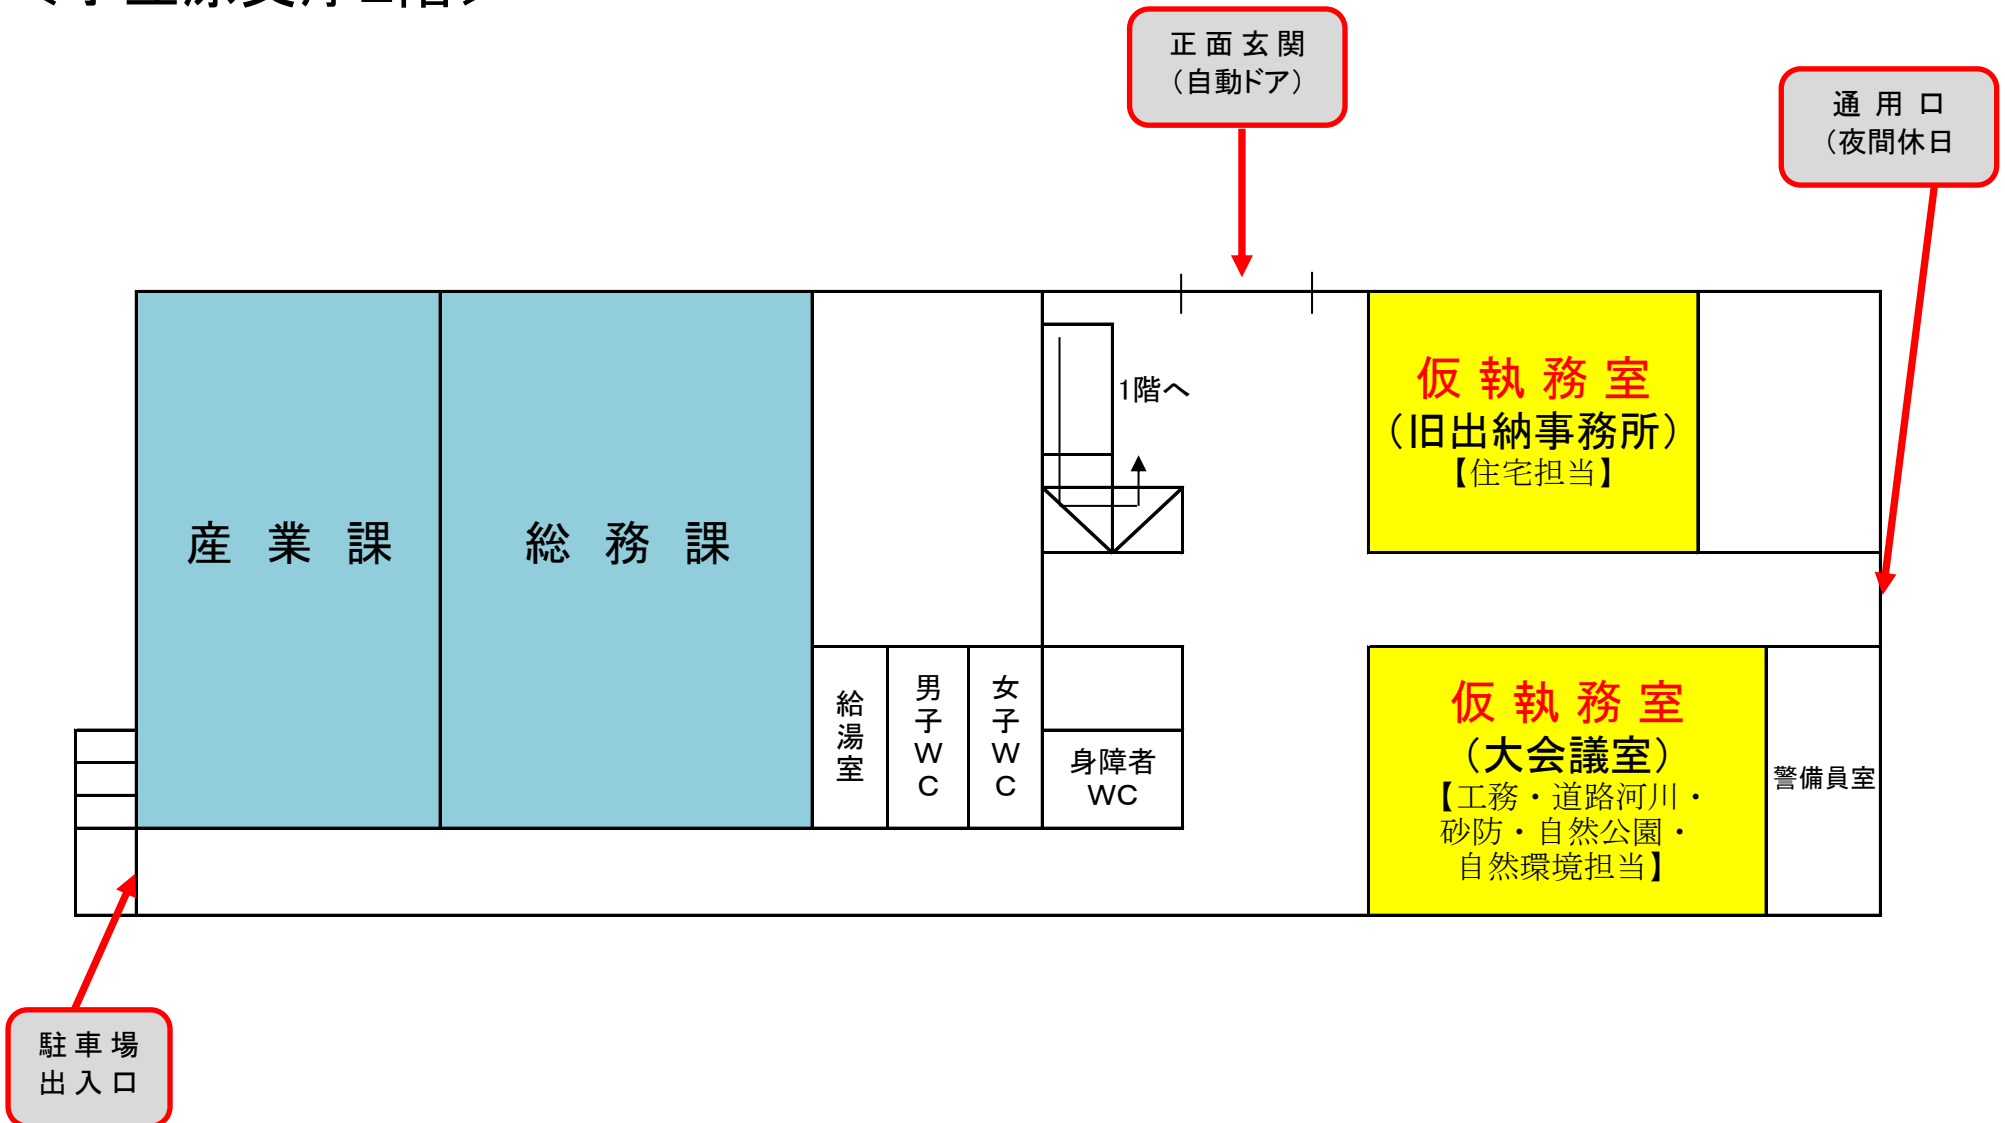 正面玄関
（自動ドア）
通用口
（夜間休日
1階へ
仮執務室
（旧出納事務所）
【住宅担当】
産業課
総務課
給湯室
男子WC
女子WC
身障者
WC
仮執務室
（大会議室）
【工務・道路河川・
砂防・自然公園・
自然環境担当】
警備員室
駐車場
出入口